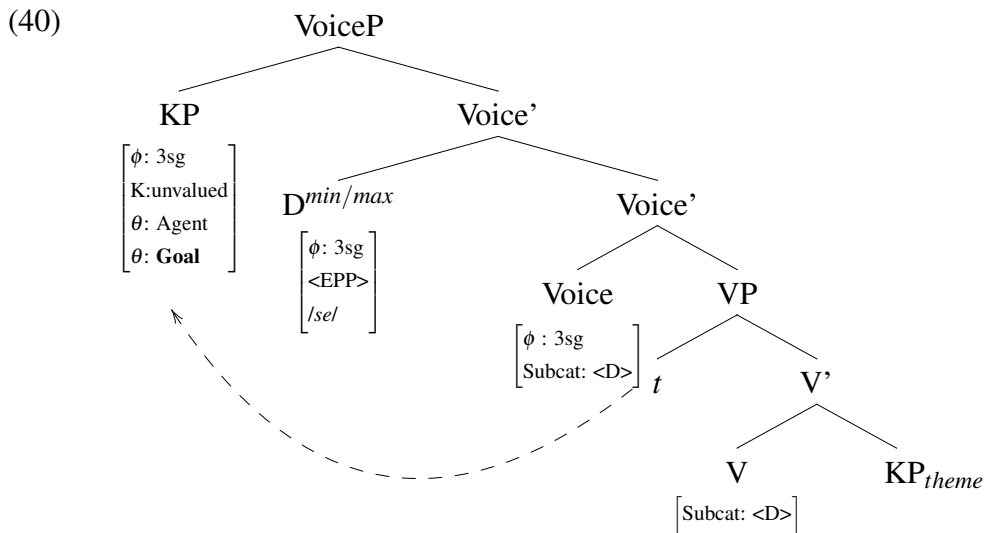 (40)
VoiceP
KP Voice’
ϕ: 3sg
K:unvalued
θ: Agent
θ: Goal
D^min/max Voice’
ϕ: 3sg
<EPP>
/se/
Voice VP
ϕ : 3sg
Subcat: <D>
t V’
V KP_theme
Subcat: <D>